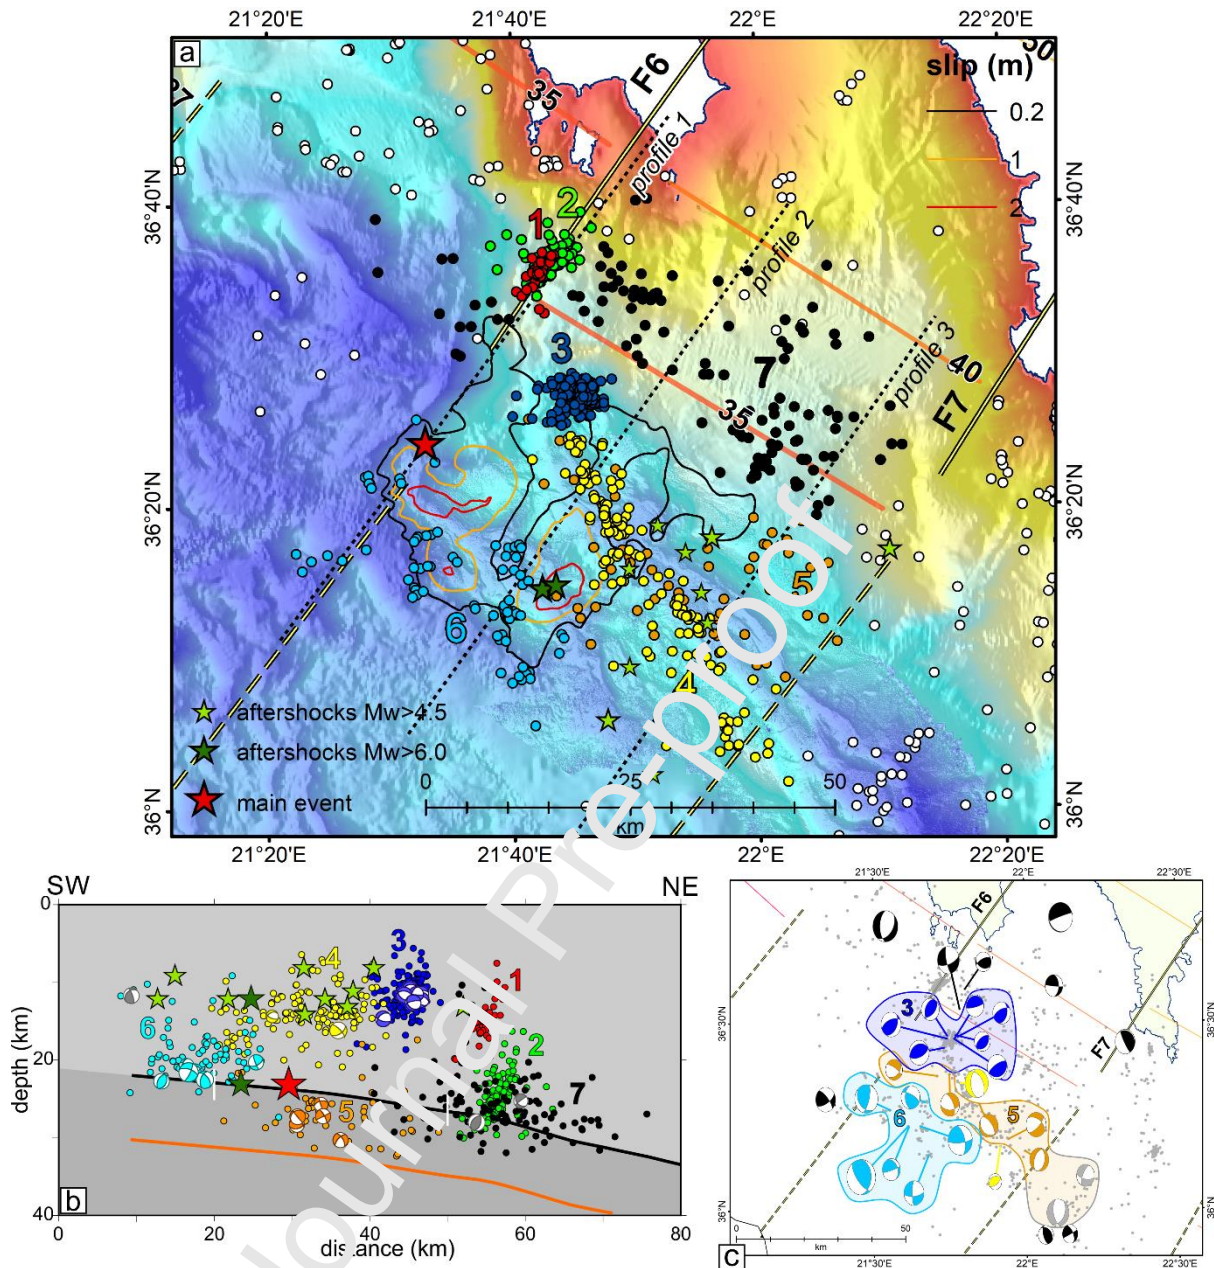 21°20'E 21°40'E 22°E 22°20'E
a
F6
slip (m)
35
0.2
profile 1
1
36°40'N
2
1
2
36°40'N
profile 2
profile 3
3
7
40
35
F7
36°20'N
36°20'N
5
6
4
aftershocks Mw>4.5
aftershocks Mw>6.0
main event
0 25 50
km
36°N
36°N
21°20'E 21°40'E 22°E 22°20'E
Journal Pre-proof
SW NE
0
20
40
depth (km)
3
4
1
6
2
5
7
b
0 20 40 60 80
distance (km)
21°30'E 22°E 22°30'E
F6
3
36°30'N
36°30'N
F7
6
5
36°N
36°N
0 50
km
C
21°30'E 22°E 22°30'E